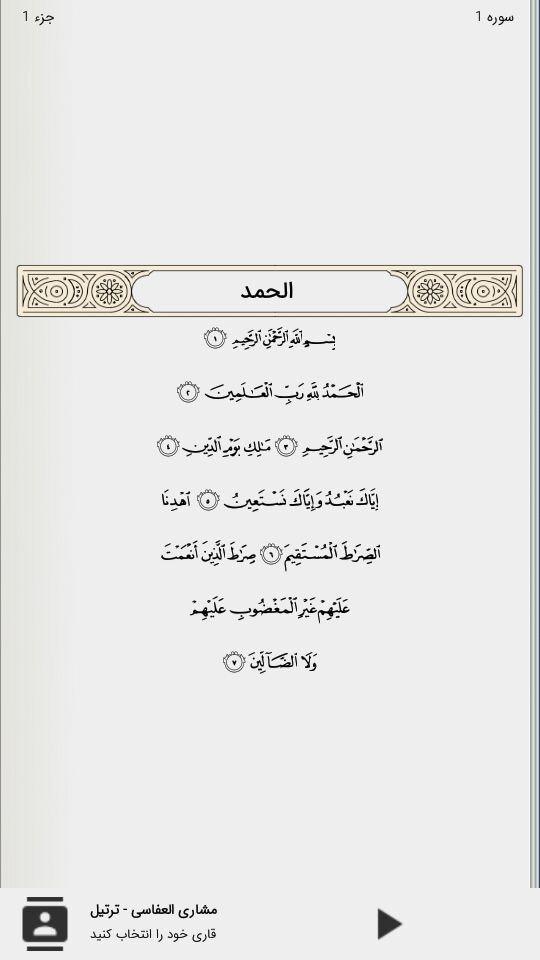 سوره 1
جزء 1
الحمد
بِسْمِ ٱللَّهِ ٱلرَّحْمَٰنِ ٱلرَّحِيمِ ١
ٱلْحَمْدُ لِلَّهِ رَبِّ ٱلْعَٰلَمِينَ ٢
ٱلرَّحْمَٰنِ ٱلرَّحِيمِ ٣ مَٰلِكِ يَوْمِ ٱلدِّينِ ٤
إِيَّاكَ نَعْبُدُ وَإِيَّاكَ نَسْتَعِينُ ٥ ٱهْدِنَا
ٱلصِّرَٰطَ ٱلْمُسْتَقِيمَ ٦ صِرَٰطَ ٱلَّذِينَ أَنْعَمْتَ
عَلَيْهِمْ غَيْرِ ٱلْمَغْضُوبِ عَلَيْهِمْ
وَلَا ٱلضَّآلِّينَ ٧
مشاری العفاسی - ترتیل
قاری خود را انتخاب کنید